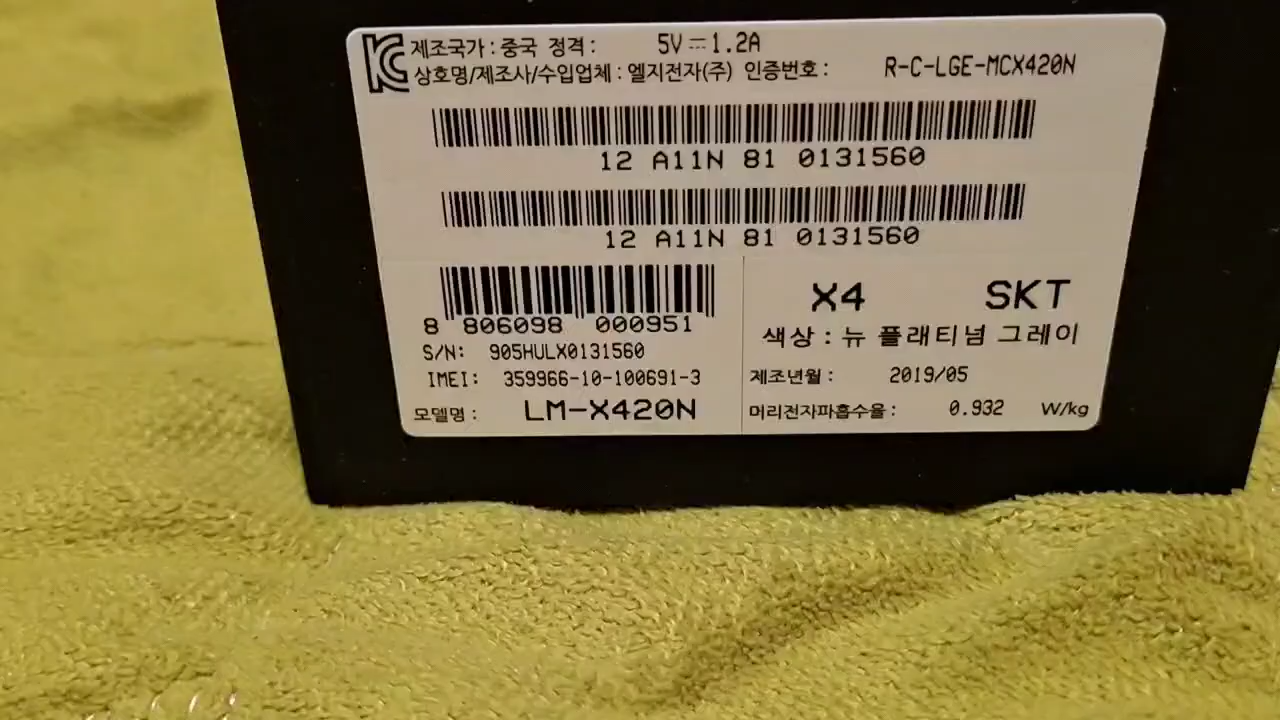 제조국가 : 중국 정격 : 5V⎓1.2A
상호명/제조사/수입업체 : 엘지전자(주) 인증번호 : R-C-LGE-MCX420N
12 A11N 81 0131560
12 A11N 81 0131560
8 806098 000951
S/N: 905HULX0131560
IMEI: 359966-10-100691-3
모델명 : LM-X420N
X4 SKT
색상 : 뉴 플래티넘 그레이
제조년월 : 2019/05
머리전자파흡수율 : 0.932 W/kg